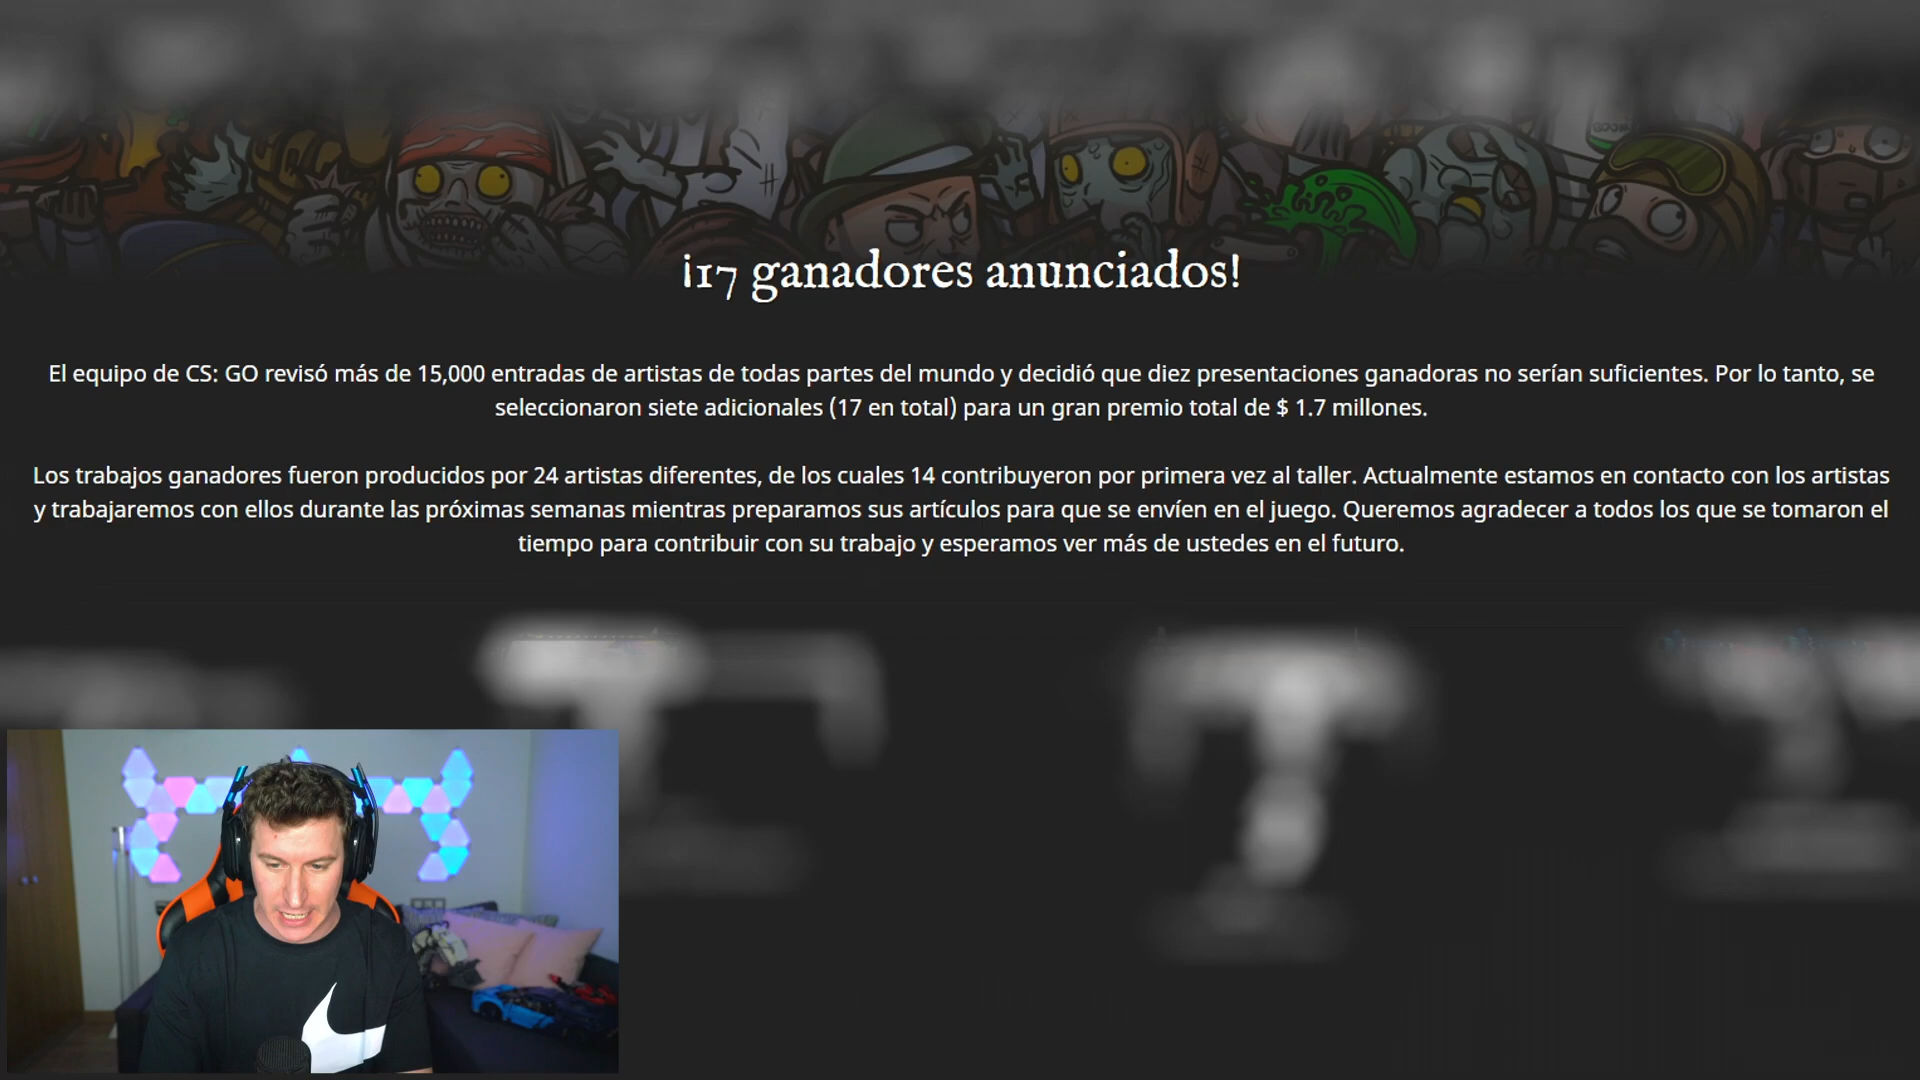 ¡17 ganadores anunciados!
El equipo de CS: GO revisó más de 15,000 entradas de artistas de todas partes del mundo y decidió que diez presentaciones ganadoras no serían suficientes. Por lo tanto, se
seleccionaron siete adicionales (17 en total) para un gran premio total de $ 1.7 millones.
Los trabajos ganadores fueron producidos por 24 artistas diferentes, de los cuales 14 contribuyeron por primera vez al taller. Actualmente estamos en contacto con los artistas
y trabajaremos con ellos durante las próximas semanas mientras preparamos sus artículos para que se envíen en el juego. Queremos agradecer a todos los que se tomaron el
tiempo para contribuir con su trabajo y esperamos ver más de ustedes en el futuro.